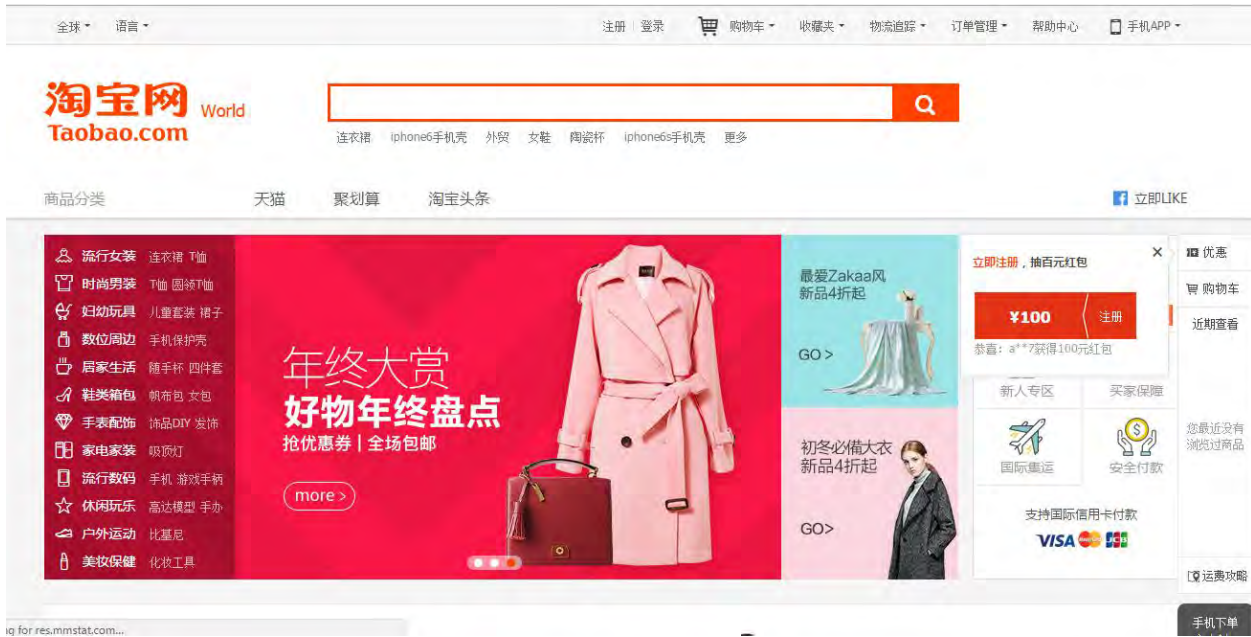 全球 语言 注册 登录 购物车 收藏夹 物流追踪 订单管理 帮助中心 手机APP
淘宝网 World
Taobao.com
连衣裙 iphone6手机壳 外贸 女鞋 陶瓷杯 iphone6s手机壳 更多
商品分类 天猫 聚划算 淘宝头条 立即LIKE
流行女装 连衣裙 T恤
时尚男装 T恤 圆领T恤
妇幼玩具 儿童套装 裙子
数位周边 手机保护壳
居家生活 随手杯 四件套
鞋类箱包 帆布包 女包
手表配饰 饰品DIY 发饰
家电家装 吸顶灯
流行数码 手机 游戏手柄
休闲玩乐 高达模型 手办
户外运动 比基尼
美妆保健 化妆工具
年终大赏
好物年终盘点
抢优惠券 | 全场包邮
more >
最爱Zakaa风
新品4折起
GO >
初冬必備大衣
新品4折起
GO>
立即注册，抽百元红包
¥100 注册
恭喜：a**7获得100元红包
新人专区 买家保障
国际集运 安全付款
支持国际信用卡付款
VISA JCB
优惠
购物车
近期查看
您最近没有
浏览过商品
运费攻略
手机下单
ng for res.mmstat.com...